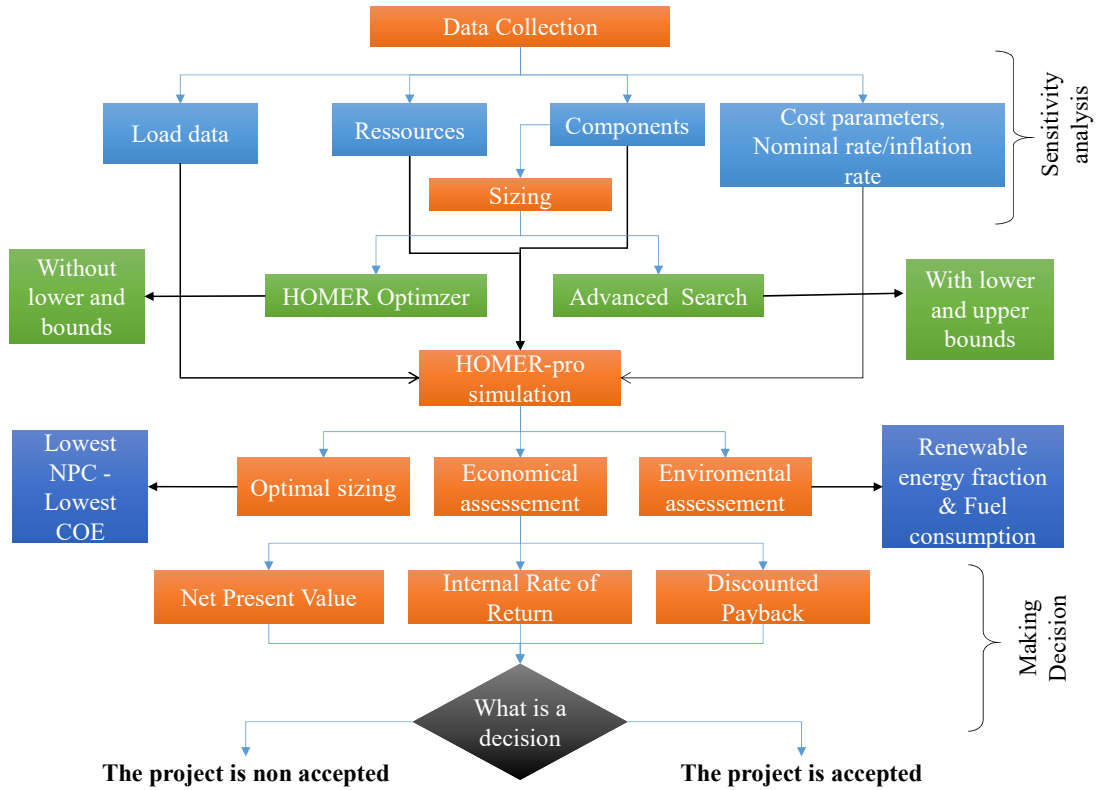 Data Collection
Load data
Ressources
Components
Cost parameters,
Nominal rate/inflation
rate
Sensitivity
analysis
Sizing
Without
lower and
bounds
HOMER Optimzer
Advanced Search
With lower
and upper
bounds
HOMER-pro
simulation
Lowest
NPC -
Lowest
COE
Optimal sizing
Economical
assessement
Enviromental
assessement
Renewable
energy fraction
& Fuel
consumption
Net Present Value
Internal Rate of
Return
Discounted
Payback
Making
Decision
What is a
decision
The project is non accepted
The project is accepted